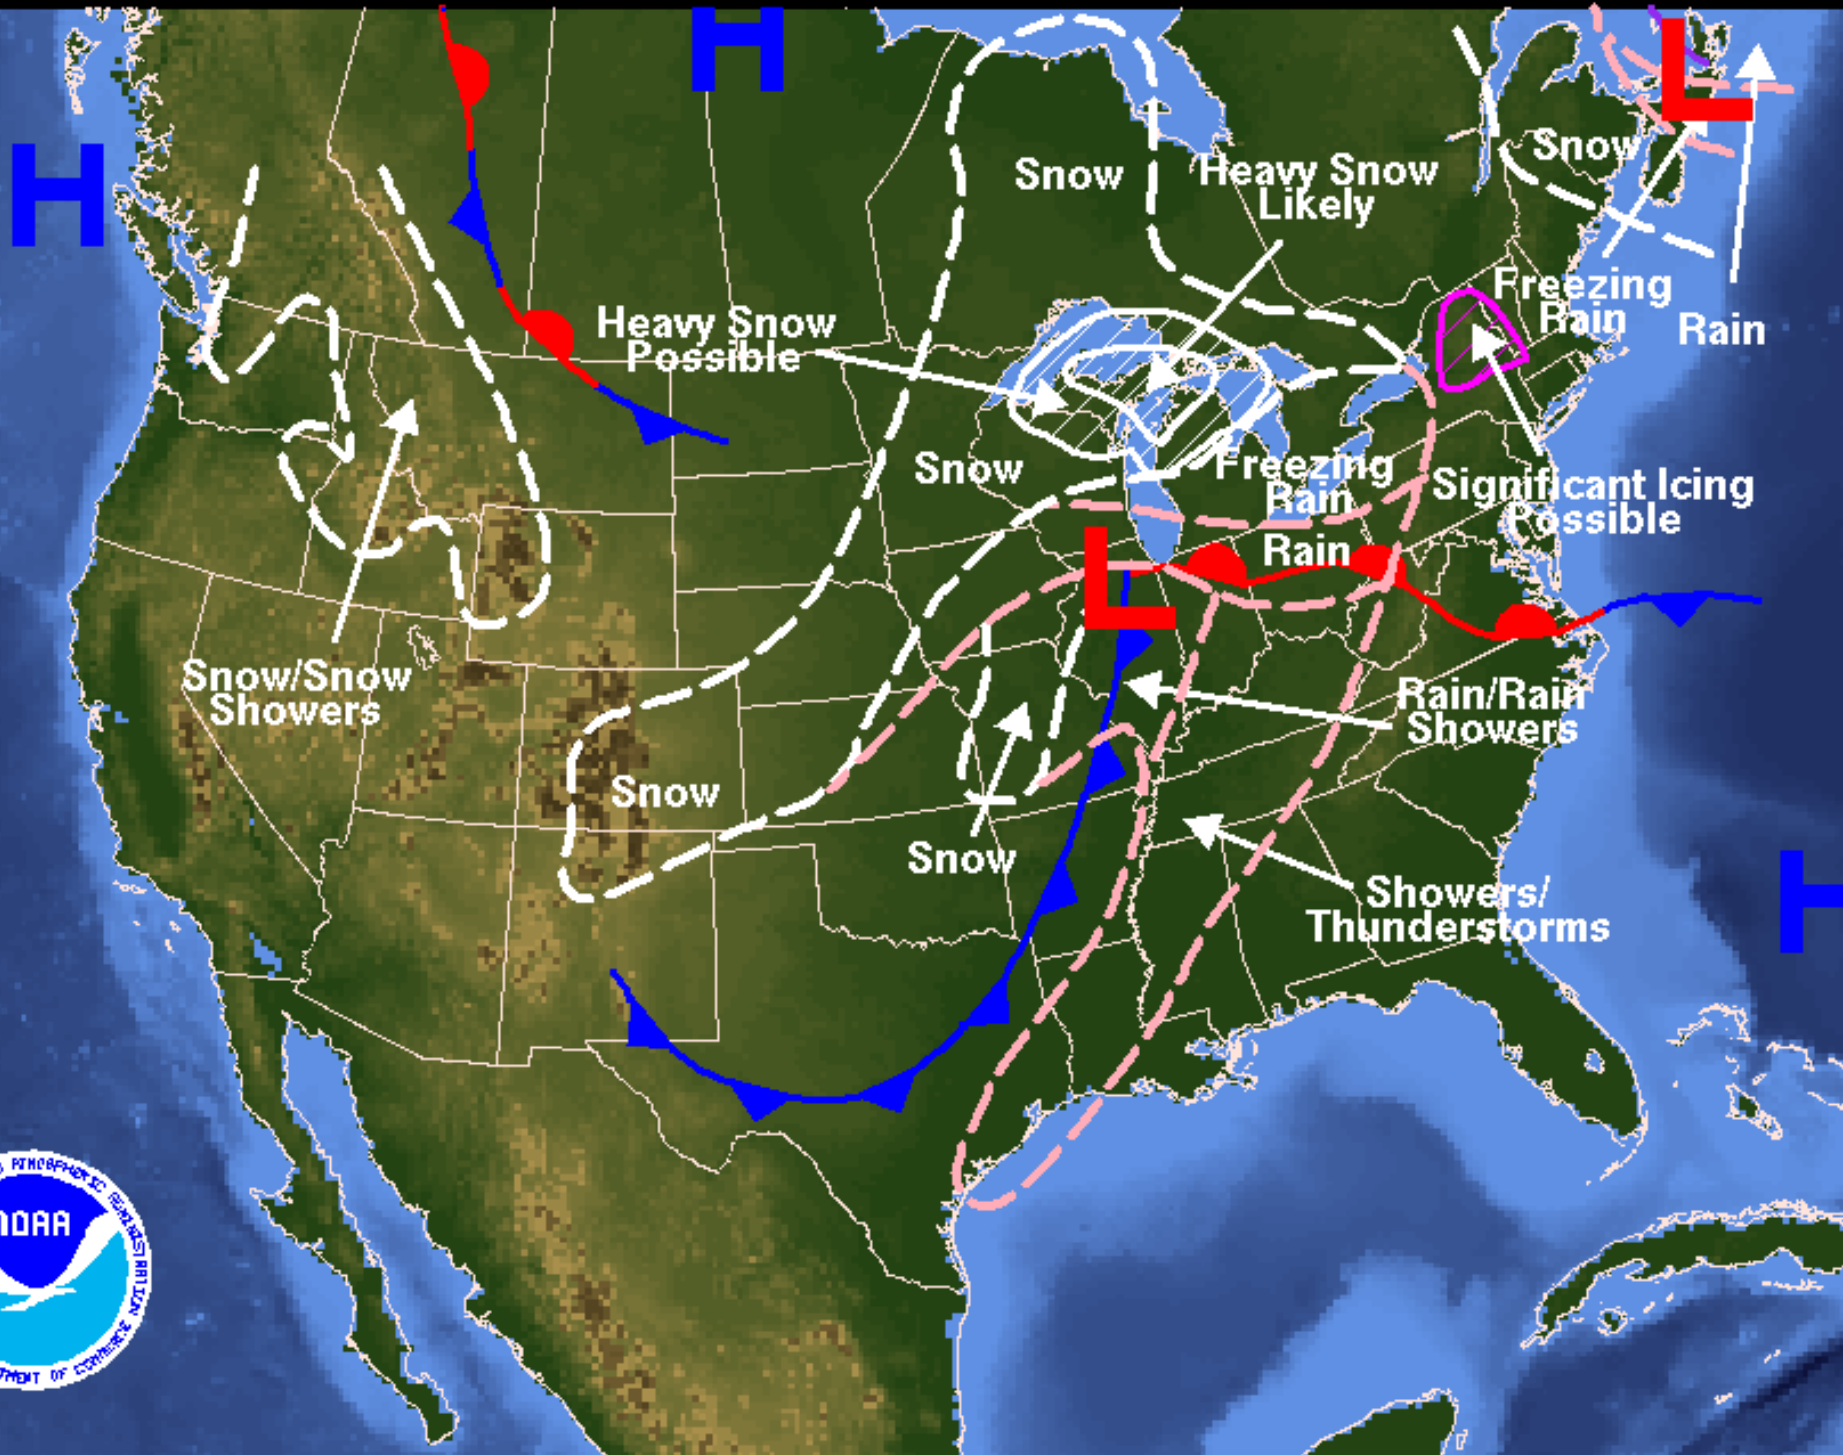 H
L
H
Snow
Snow
Heavy Snow
Likely
Freezing
Rain
Rain
Heavy Snow
Possible
Snow
Freezing
Rain
Significant Icing
Possible
Rain
L
Snow/Snow
Showers
Rain/Rain
Showers
Snow
Snow
Showers/
Thunderstorms
H
NOAA